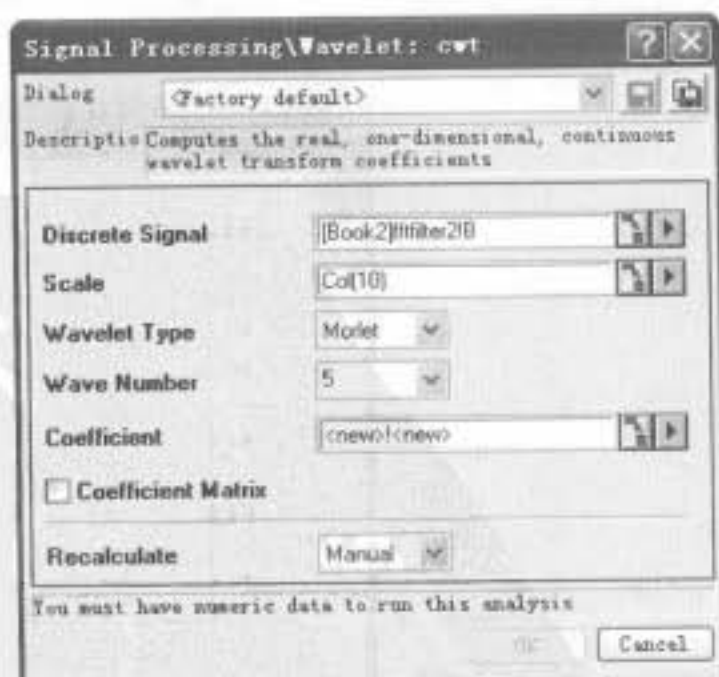 Signal Processing\Wavelet: cwt
Dialog <Factory default>
Descriptio Computes the real, one-dimensional, continuous
wavelet transform coefficients
Discrete Signal [Book2]fftfilter2!B
Scale Col(10)
Wavelet Type Morlet
Wave Number 5
Coefficient <new>!<new>
Coefficient Matrix
Recalculate Manual
You must have numeric data to run this analysis
OK Cancel